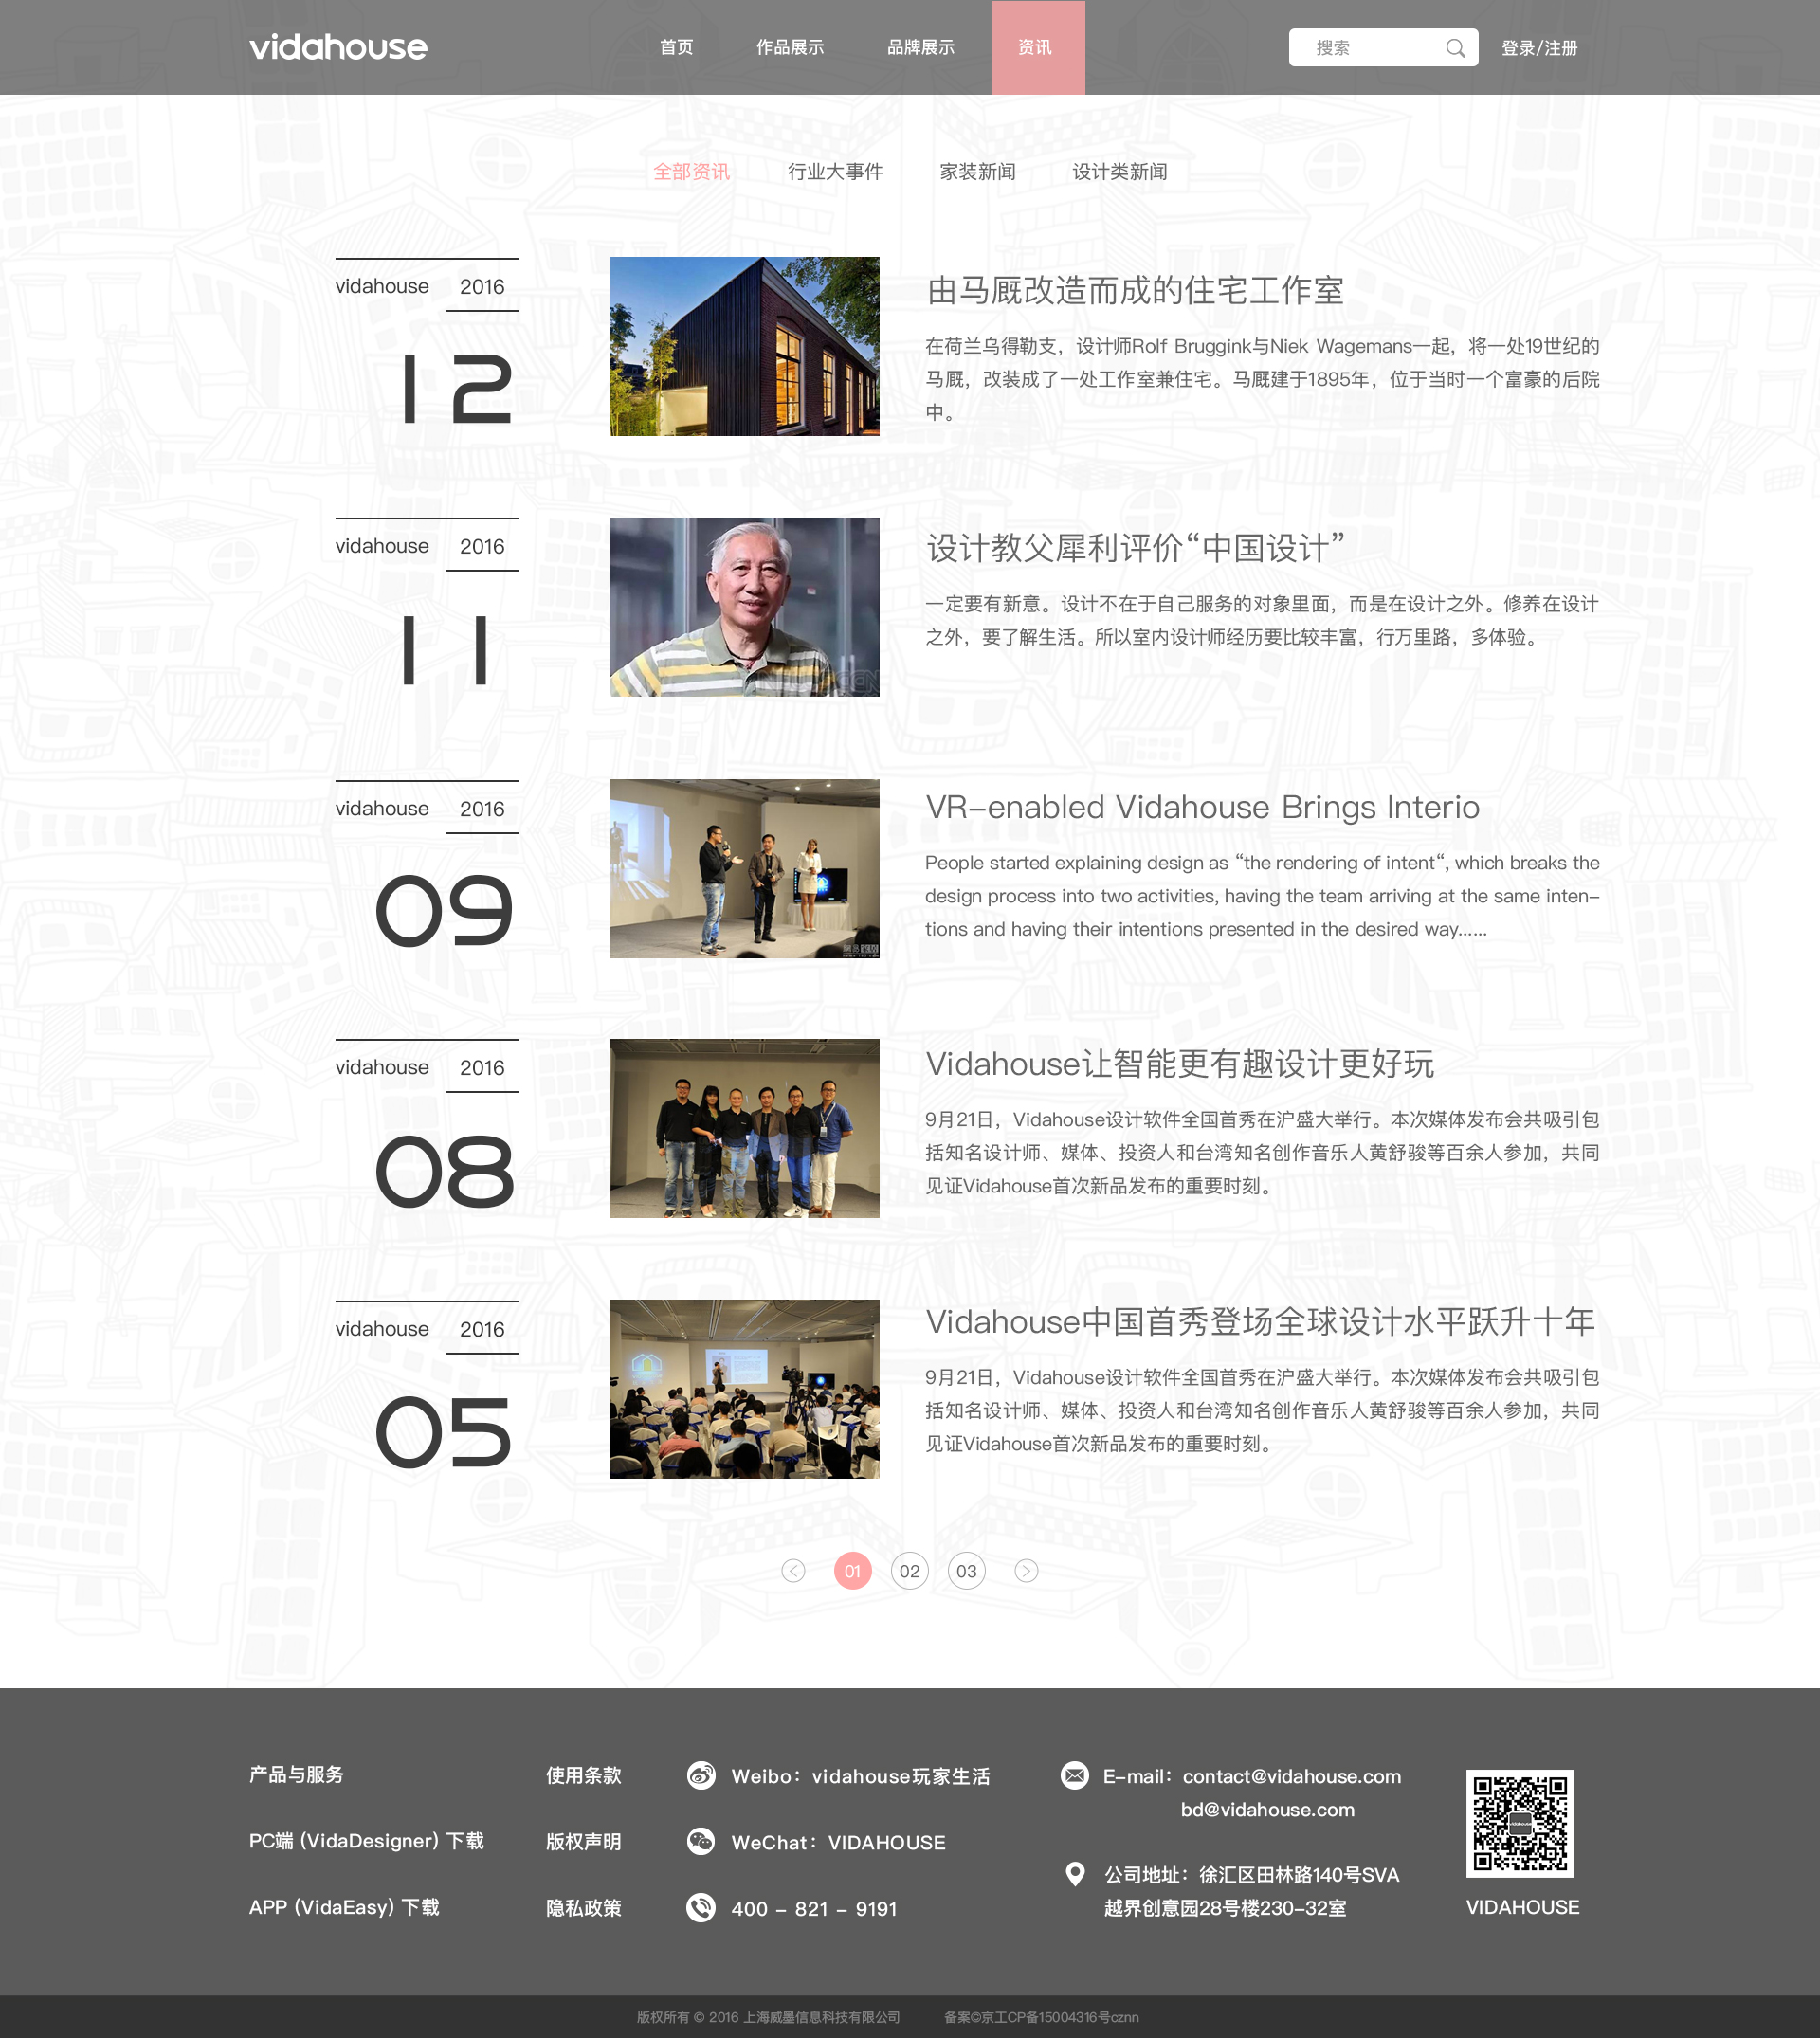 vidahouse
首页 作品展示 品牌展示 资讯 搜索 登录/注册
全部资讯 行业大事件 家装新闻 设计类新闻
vidahouse 2016
12
由马厩改造而成的住宅工作室
在荷兰乌得勒支，设计师Rolf Bruggink与Niek Wagemans一起，将一处19世纪的
马厩，改装成了一处工作室兼住宅。马厩建于1895年，位于当时一个富豪的后院
中。
vidahouse 2016
11
设计教父犀利评价“中国设计”
一定要有新意。设计不在于自己服务的对象里面，而是在设计之外。修养在设计
之外，要了解生活。所以室内设计师经历要比较丰富，行万里路，多体验。
vidahouse 2016
09
VR-enabled Vidahouse Brings Interio
People started explaining design as “the rendering of intent“, which breaks the
design process into two activities, having the team arriving at the same inten-
tions and having their intentions presented in the desired way......
vidahouse 2016
08
Vidahouse让智能更有趣设计更好玩
9月21日，Vidahouse设计软件全国首秀在沪盛大举行。本次媒体发布会共吸引包
括知名设计师、媒体、投资人和台湾知名创作音乐人黄舒骏等百余人参加，共同
见证Vidahouse首次新品发布的重要时刻。
vidahouse 2016
05
Vidahouse中国首秀登场全球设计水平跃升十年
9月21日，Vidahouse设计软件全国首秀在沪盛大举行。本次媒体发布会共吸引包
括知名设计师、媒体、投资人和台湾知名创作音乐人黄舒骏等百余人参加，共同
见证Vidahouse首次新品发布的重要时刻。
01 02 03
产品与服务
PC端 (VidaDesigner) 下载
APP (VidaEasy) 下载
使用条款
版权声明
隐私政策
Weibo：vidahouse玩家生活
WeChat：VIDAHOUSE
400 - 821 - 9191
E-mail：contact@vidahouse.com
bd@vidahouse.com
公司地址：徐汇区田林路140号SVA
越界创意园28号楼230-32室
vidahouse
VIDAHOUSE
版权所有 © 2016 上海威墨信息科技有限公司 备案©京工CP备15004316号cznn